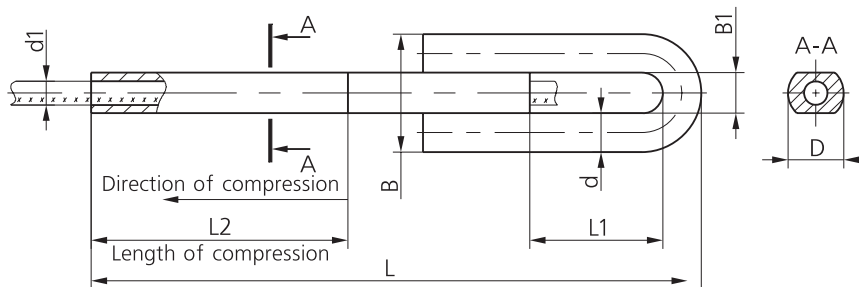 A
d1
B1
A-A
A
Direction of compression
B
d
D
L2
L1
Length of compression
L